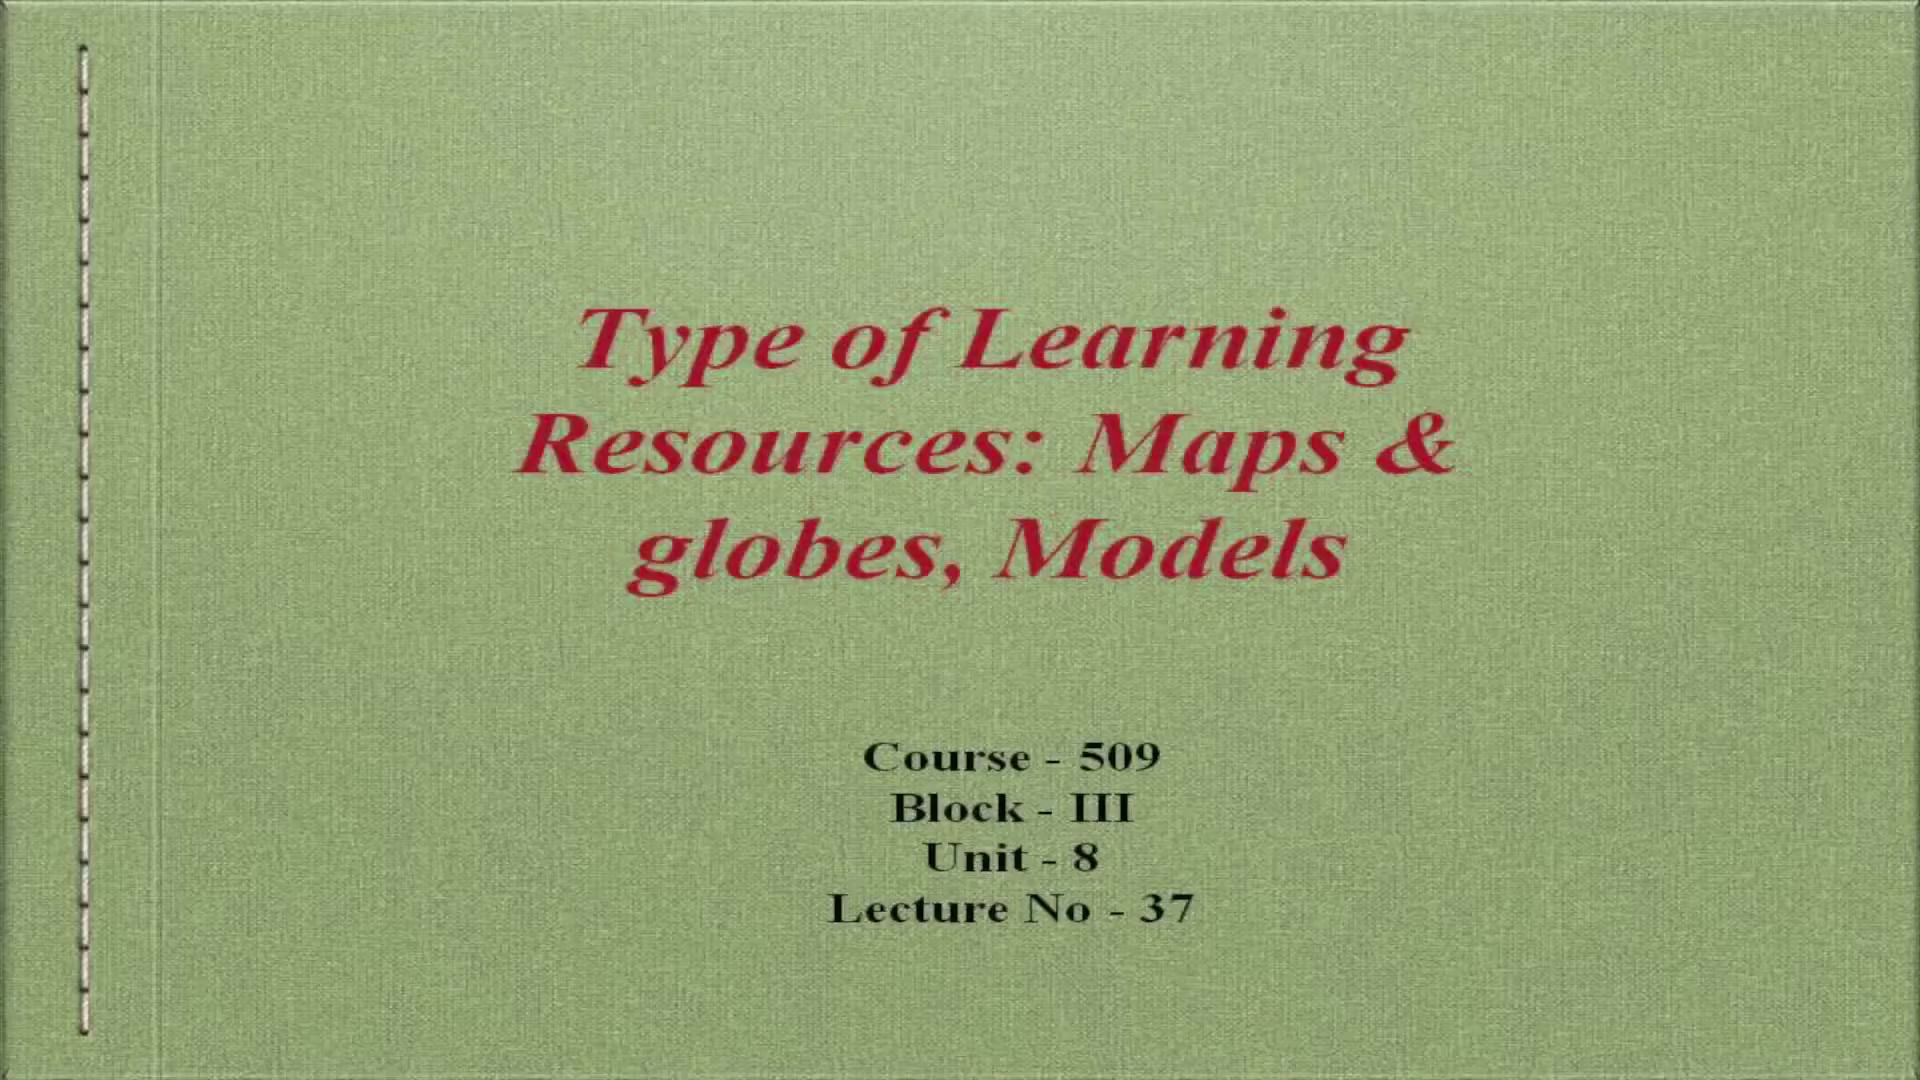 Type of Learning
Resources: Maps &
globes, Models
Course - 509
Block - III
Unit - 8
Lecture No - 37